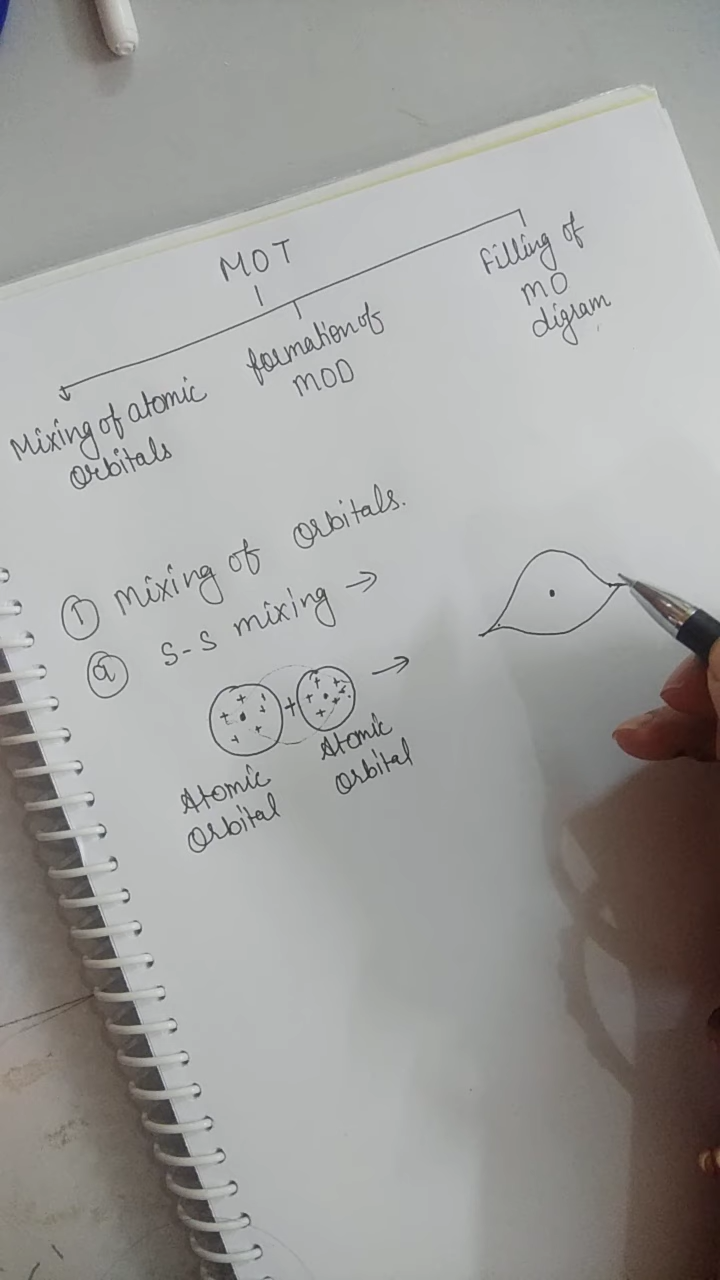 MOT
Mixing of atomic
orbitals
formation of
MOD
filling of
MO
digram
① Mixing of orbitals.
ⓐ S-S mixing →
+ →
Atomic
Orbital
Atomic
orbital